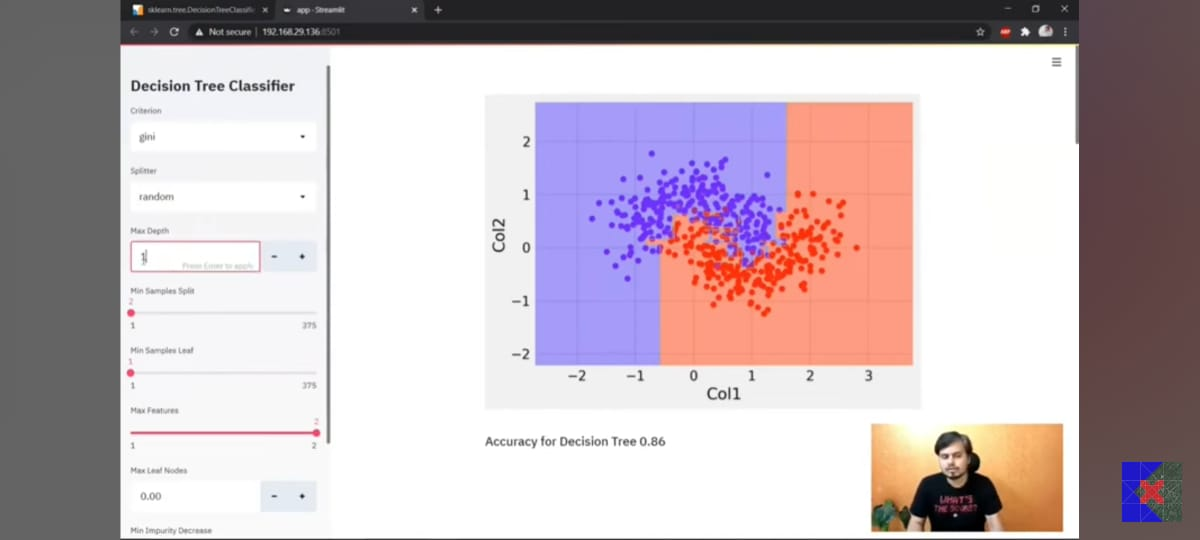 sklearn.tree.DecisionTreeClassifi
app · Streamlit
Not secure | 192.168.29.136:8501
Decision Tree Classifier
Criterion
gini
Splitter
random
Max Depth
1
Press Enter to apply
Min Samples Split
2
1 375
Min Samples Leaf
1
1 375
Max Features
2
1 2
Max Leaf Nodes
0.00
Min Impurity Decrease
Col2
2
1
0
−1
−2
−2 −1 0 1 2 3
Col1
Accuracy for Decision Tree 0.86
WHAT'S
THE SCENE?